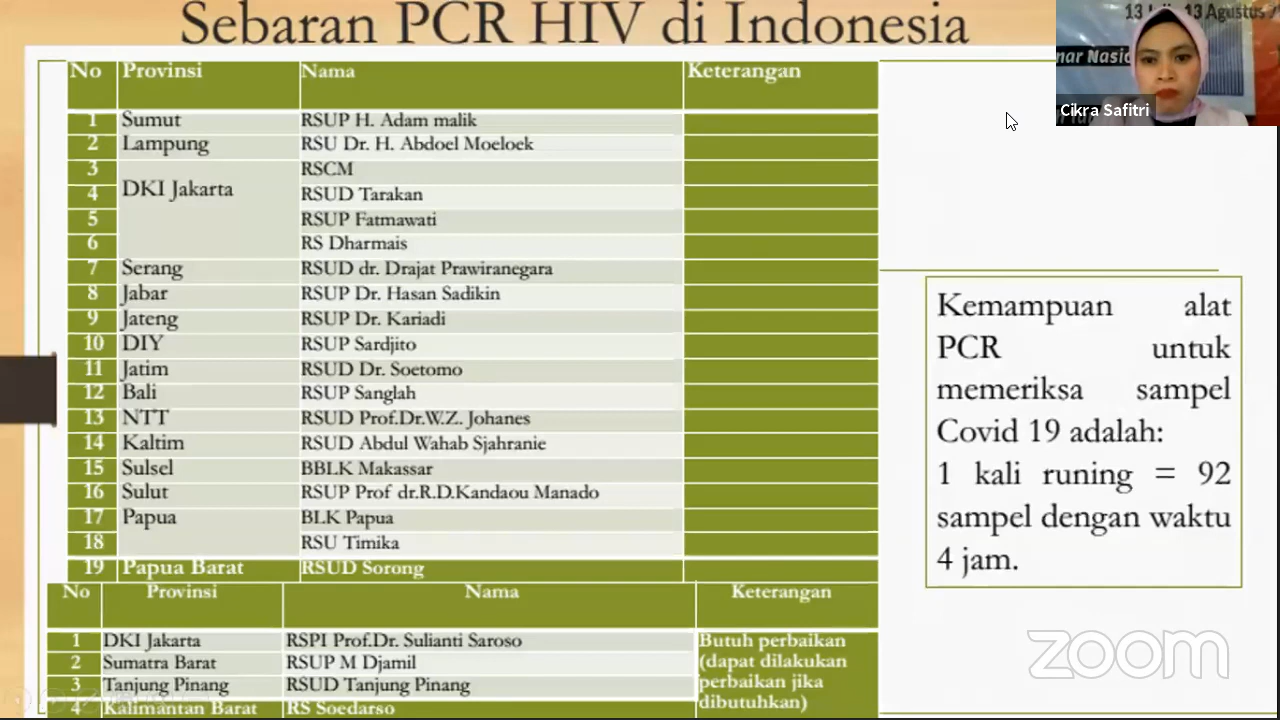 Sebaran PCR HIV di Indonesia
13 Juli 13 Agustus
nar Nasio
Cikra Safitri
No Provinsi Nama Keterangan
1 Sumut RSUP H. Adam malik
2 Lampung RSU Dr. H. Abdoel Moeloek
3 DKI Jakarta RSCM
4 RSUD Tarakan
5 RSUP Fatmawati
6 RS Dharmais
7 Serang RSUD dr. Drajat Prawiranegara
8 Jabar RSUP Dr. Hasan Sadikin
9 Jateng RSUP Dr. Kariadi
10 DIY RSUP Sardjito
11 Jatim RSUD Dr. Soetomo
12 Bali RSUP Sanglah
13 NTT RSUD Prof.Dr.W.Z. Johanes
14 Kaltim RSUD Abdul Wahab Sjahranie
15 Sulsel BBLK Makassar
16 Sulut RSUP Prof dr.R.D.Kandaou Manado
17 Papua BLK Papua
18 RSU Timika
19 Papua Barat RSUD Sorong
No Provinsi Nama Keterangan
1 DKI Jakarta RSPI Prof.Dr. Sulianti Saroso Butuh perbaikan
2 Sumatra Barat RSUP M Djamil (dapat dilakukan
3 Tanjung Pinang RSUD Tanjung Pinang perbaikan jika
4 Kalimantan Barat RS Soedarso dibutuhkan)
Kemampuan alat
PCR untuk
memeriksa sampel
Covid 19 adalah:
1 kali runing = 92
sampel dengan waktu
4 jam.
zoom